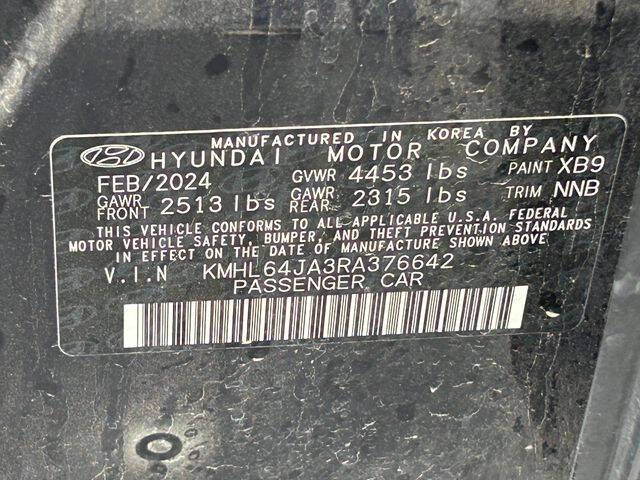 MANUFACTURED IN KOREA BY
HYUNDAI MOTOR COMPANY
FEB/2024 GVWR 4453 lbs PAINT XB9
GAWR FRONT 2513 lbs GAWR REAR 2315 lbs TRIM NNB
THIS VEHICLE CONFORMS TO ALL APPLICABLE U.S.A. FEDERAL
MOTOR VEHICLE SAFETY, BUMPER, AND THEFT PREVENTION STANDARDS
IN EFFECT ON THE DATE OF MANUFACTURE SHOWN ABOVE
V.I.N KMHL64JA3RA376642
PASSENGER CAR